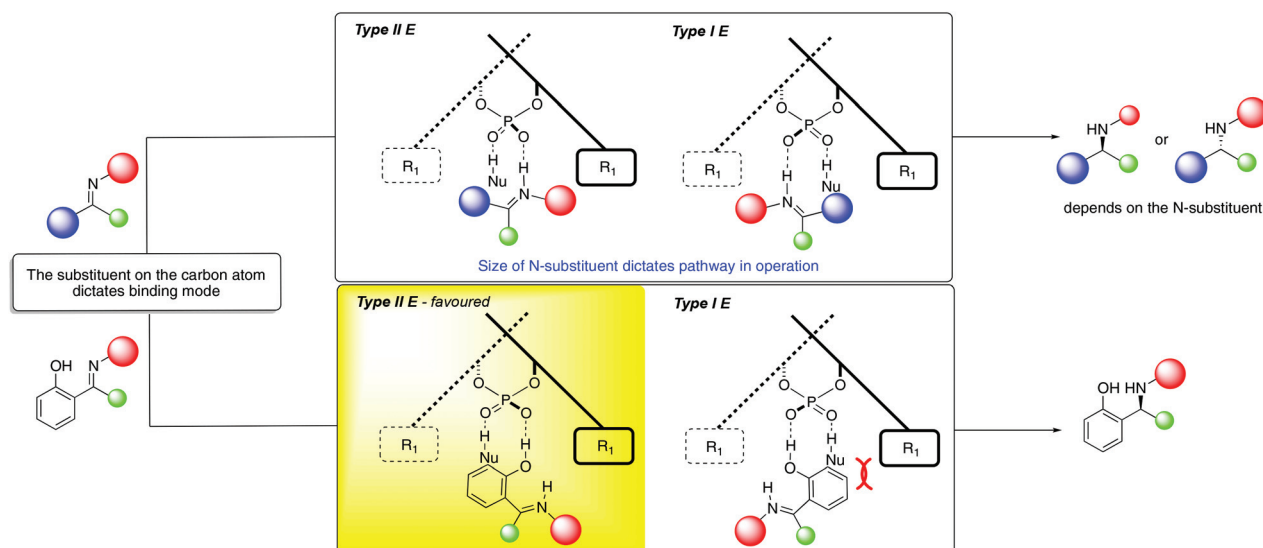 Type II E
Type I E
O
O
P
O
O
H
H
Nu
N
R1
R1
O
O
P
O
O
H
H
Nu
N
R1
R1
Size of N-substituent dictates pathway in operation
N
The substituent on the carbon atom
dictates binding mode
OH
N
HN
or
HN
depends on the N-substituent
Type II E - favoured
Type I E
O
O
P
O
O
H
H
Nu
O
H
N
R1
R1
O
O
P
O
O
H
H
O
Nu
H
N
R1
R1
OH
HN